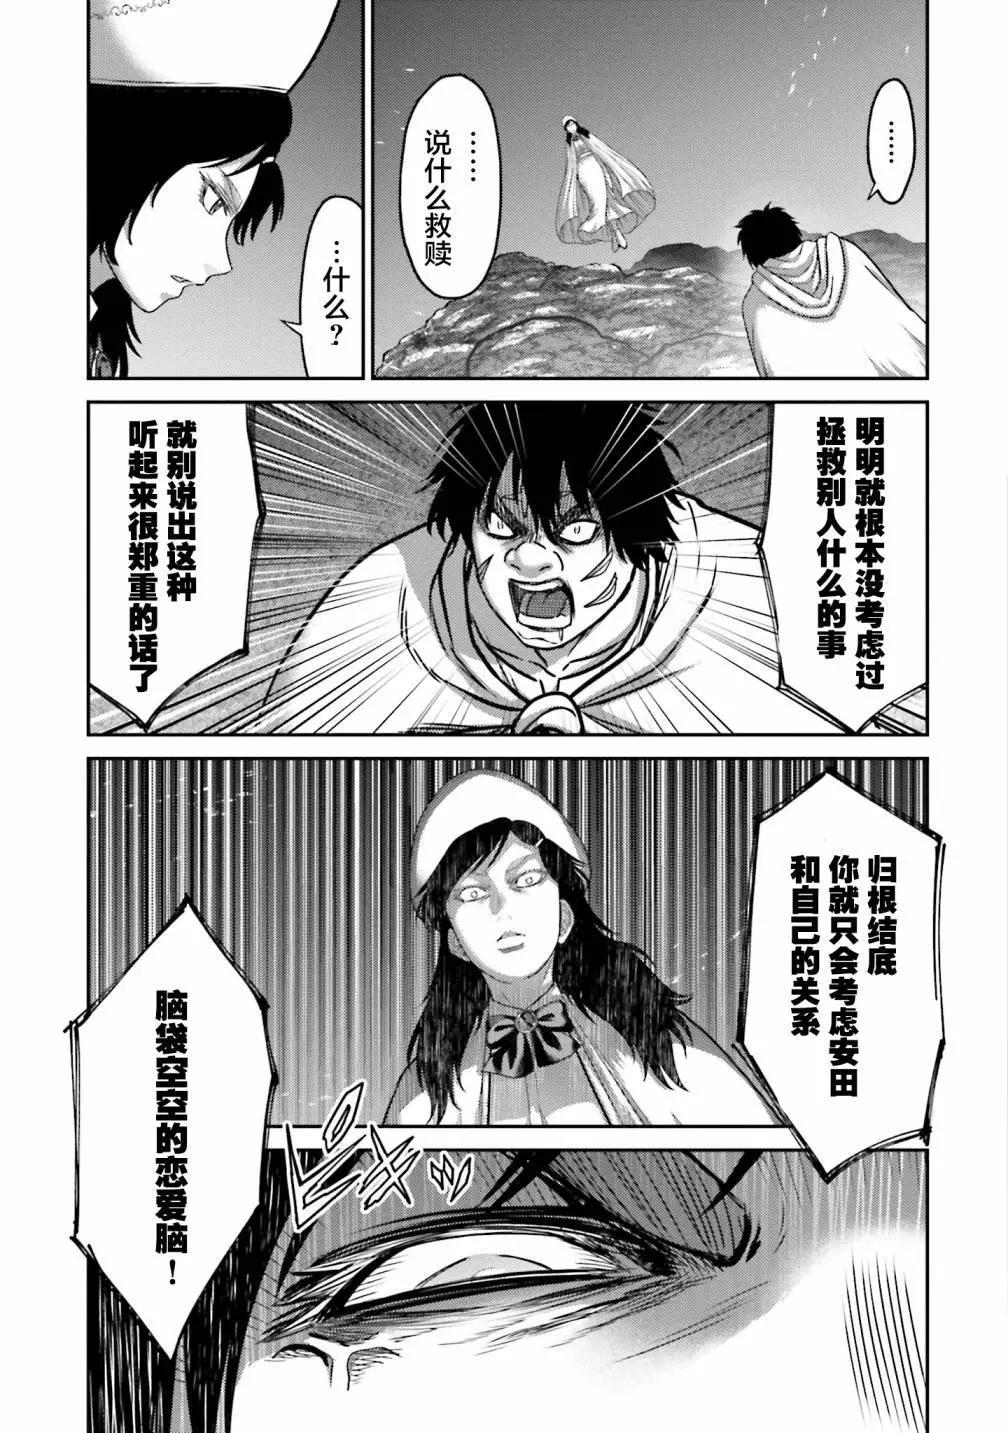 ……
……
说什么救赎
…什么？
明明就根本没考虑过
拯救别人什么的事
就别说出这种
听起来很郑重的话了
归根结底
你就只会考虑安田
和自己的关系
脑袋空空的恋爱脑！
ピキッ